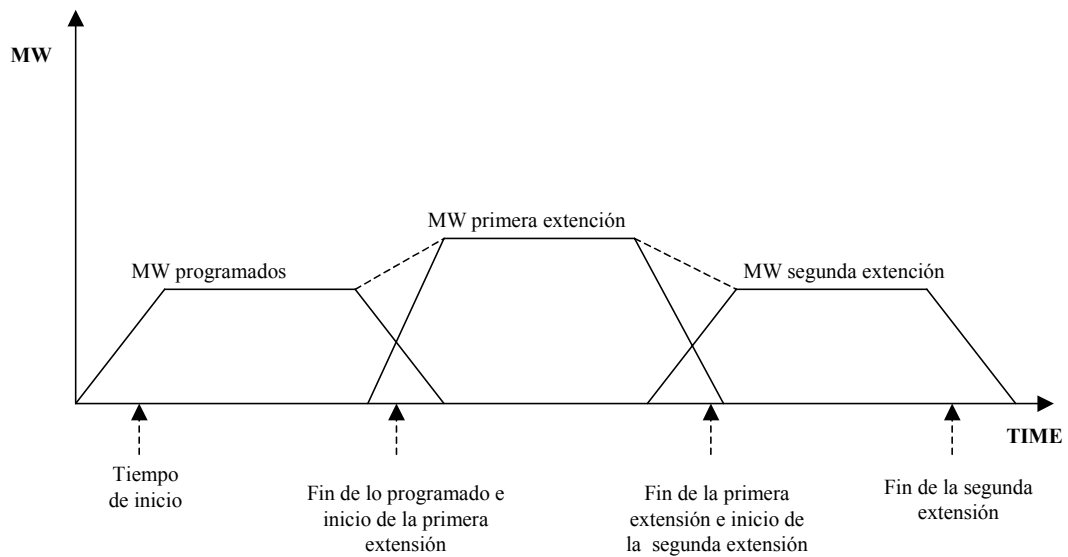 MW
MW primera extención
MW programados
MW segunda extención
TIME
Tiempo
de inicio
Fin de lo programado e
inicio de la primera
extensión
Fin de la primera
extensión e inicio de
la segunda extensión
Fin de la segunda
extensión